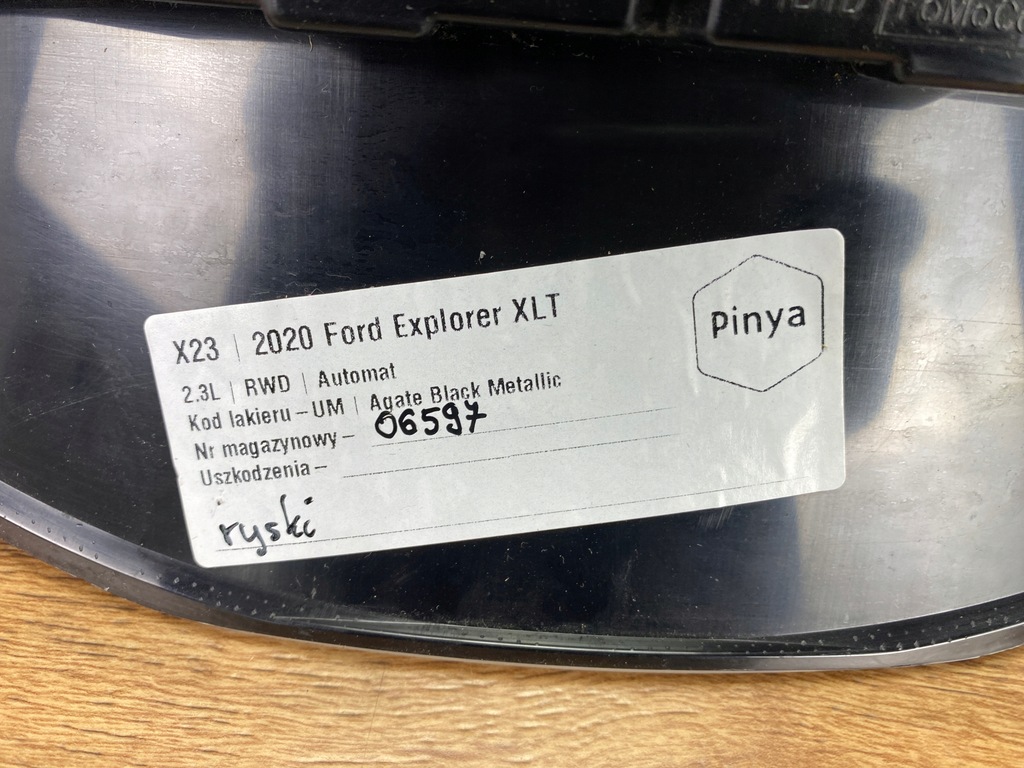 FoMoCo
X23 | 2020 Ford Explorer XLT
Pinya
2.3L | RWD | Automat
Kod lakieru – UM | Agate Black Metallic
Nr magazynowy – 06597
Uszkodzenia –
ryski